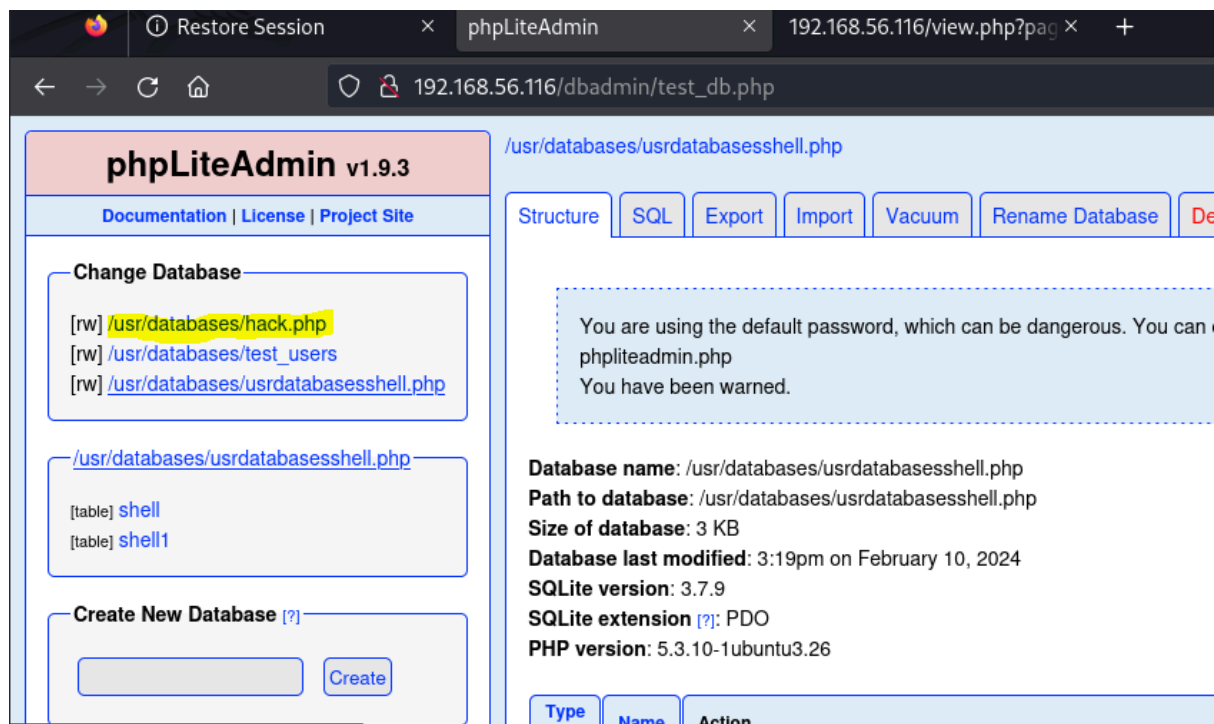 Restore Session
phpLiteAdmin
192.168.56.116/view.php?pag
192.168.56.116/dbadmin/test_db.php
phpLiteAdmin v1.9.3
Documentation | License | Project Site
Change Database
[rw] /usr/databases/hack.php
[rw] /usr/databases/test_users
[rw] /usr/databases/usrdatabasesshell.php
/usr/databases/usrdatabasesshell.php
[table] shell
[table] shell1
Create New Database [?]
Create
/usr/databases/usrdatabasesshell.php
Structure SQL Export Import Vacuum Rename Database De
You are using the default password, which can be dangerous. You can
phpliteadmin.php
You have been warned.
Database name: /usr/databases/usrdatabasesshell.php
Path to database: /usr/databases/usrdatabasesshell.php
Size of database: 3 KB
Database last modified: 3:19pm on February 10, 2024
SQLite version: 3.7.9
SQLite extension [?]: PDO
PHP version: 5.3.10-1ubuntu3.26
Type Name Action